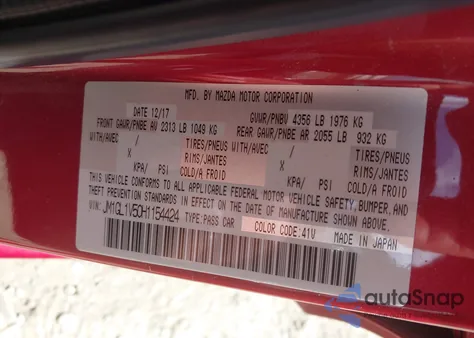 MFD. BY MAZDA MOTOR CORPORATION
DATE 12/17 GVWR/PNBV 4356 LB 1976 KG
FRONT GAWR/PNBE AV 2313 LB 1049 KG REAR GAWR/PNBE AR 2055 LB 932 KG
WITH/AVEC / TIRES/PNEUS WITH/AVEC / TIRES/PNEUS
X RIMS/JANTES X RIMS/JANTES
KPA/ PSI COLD/A FROID KPA/ PSI COLD/A FROID
THIS VEHICLE CONFORMS TO ALL APPLICABLE FEDERAL MOTOR VEHICLE SAFETY, BUMPER, AND
THEFT PREVENTION STANDARDS IN EFFECT ON THE DATE OF MANUFACTURE SHOWN ABOVE.
VIN: JM1GL1V50H1154424 TYPE:PASS CAR COLOR CODE:41V
MADE IN JAPAN
autoSnap